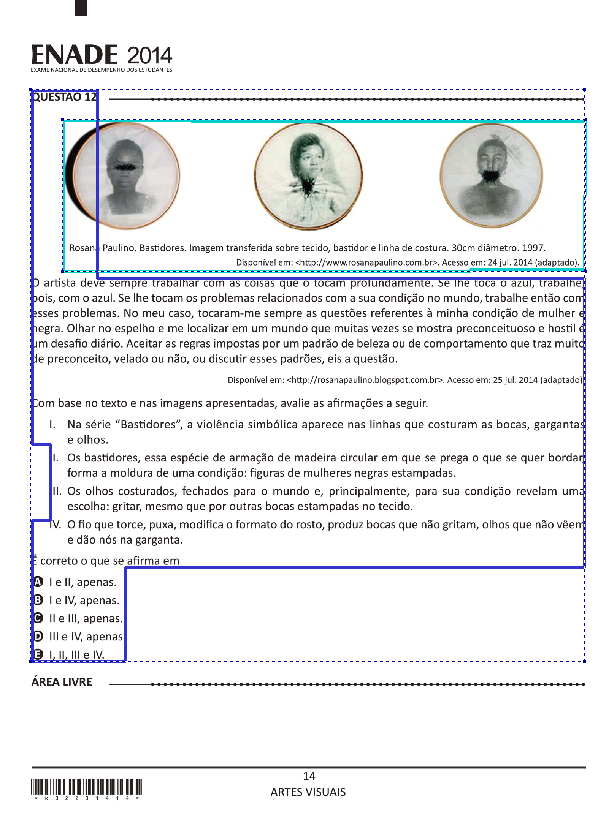 ENADE 2014
EXAME NACIONAL DE DESEMPENHO DOS ESTUDANTES
QUESTÃO 12
Rosana Paulino. Bastidores. Imagem transferida sobre tecido, bastidor e linha de costura. 30cm diâmetro. 1997.
Disponível em: <http://www.rosanapaulino.com.br>. Acesso em: 24 jul. 2014 (adaptado).
O artista deve sempre trabalhar com as coisas que o tocam profundamente. Se lhe toca o azul, trabalhe,
pois, com o azul. Se lhe tocam os problemas relacionados com a sua condição no mundo, trabalhe então com
esses problemas. No meu caso, tocaram-me sempre as questões referentes à minha condição de mulher e
negra. Olhar no espelho e me localizar em um mundo que muitas vezes se mostra preconceituoso e hostil é
um desafio diário. Aceitar as regras impostas por um padrão de beleza ou de comportamento que traz muito
de preconceito, velado ou não, ou discutir esses padrões, eis a questão.
Disponível em: <http://rosanapaulino.blogspot.com.br>. Acesso em: 25 jul. 2014 (adaptado)
Com base no texto e nas imagens apresentadas, avalie as afirmações a seguir.
I. Na série “Bastidores”, a violência simbólica aparece nas linhas que costuram as bocas, gargantas
e olhos.
II. Os bastidores, essa espécie de armação de madeira circular em que se prega o que se quer bordar
forma a moldura de uma condição: figuras de mulheres negras estampadas.
III. Os olhos costurados, fechados para o mundo e, principalmente, para sua condição revelam uma
escolha: gritar, mesmo que por outras bocas estampadas no tecido.
IV. O fio que torce, puxa, modifica o formato do rosto, produz bocas que não gritam, olhos que não vêem
e dão nós na garganta.
É correto o que se afirma em
A I e II, apenas.
B I e IV, apenas.
C II e III, apenas.
D III e IV, apenas
E I, II, III e IV.
ÁREA LIVRE
14
ARTES VISUAIS